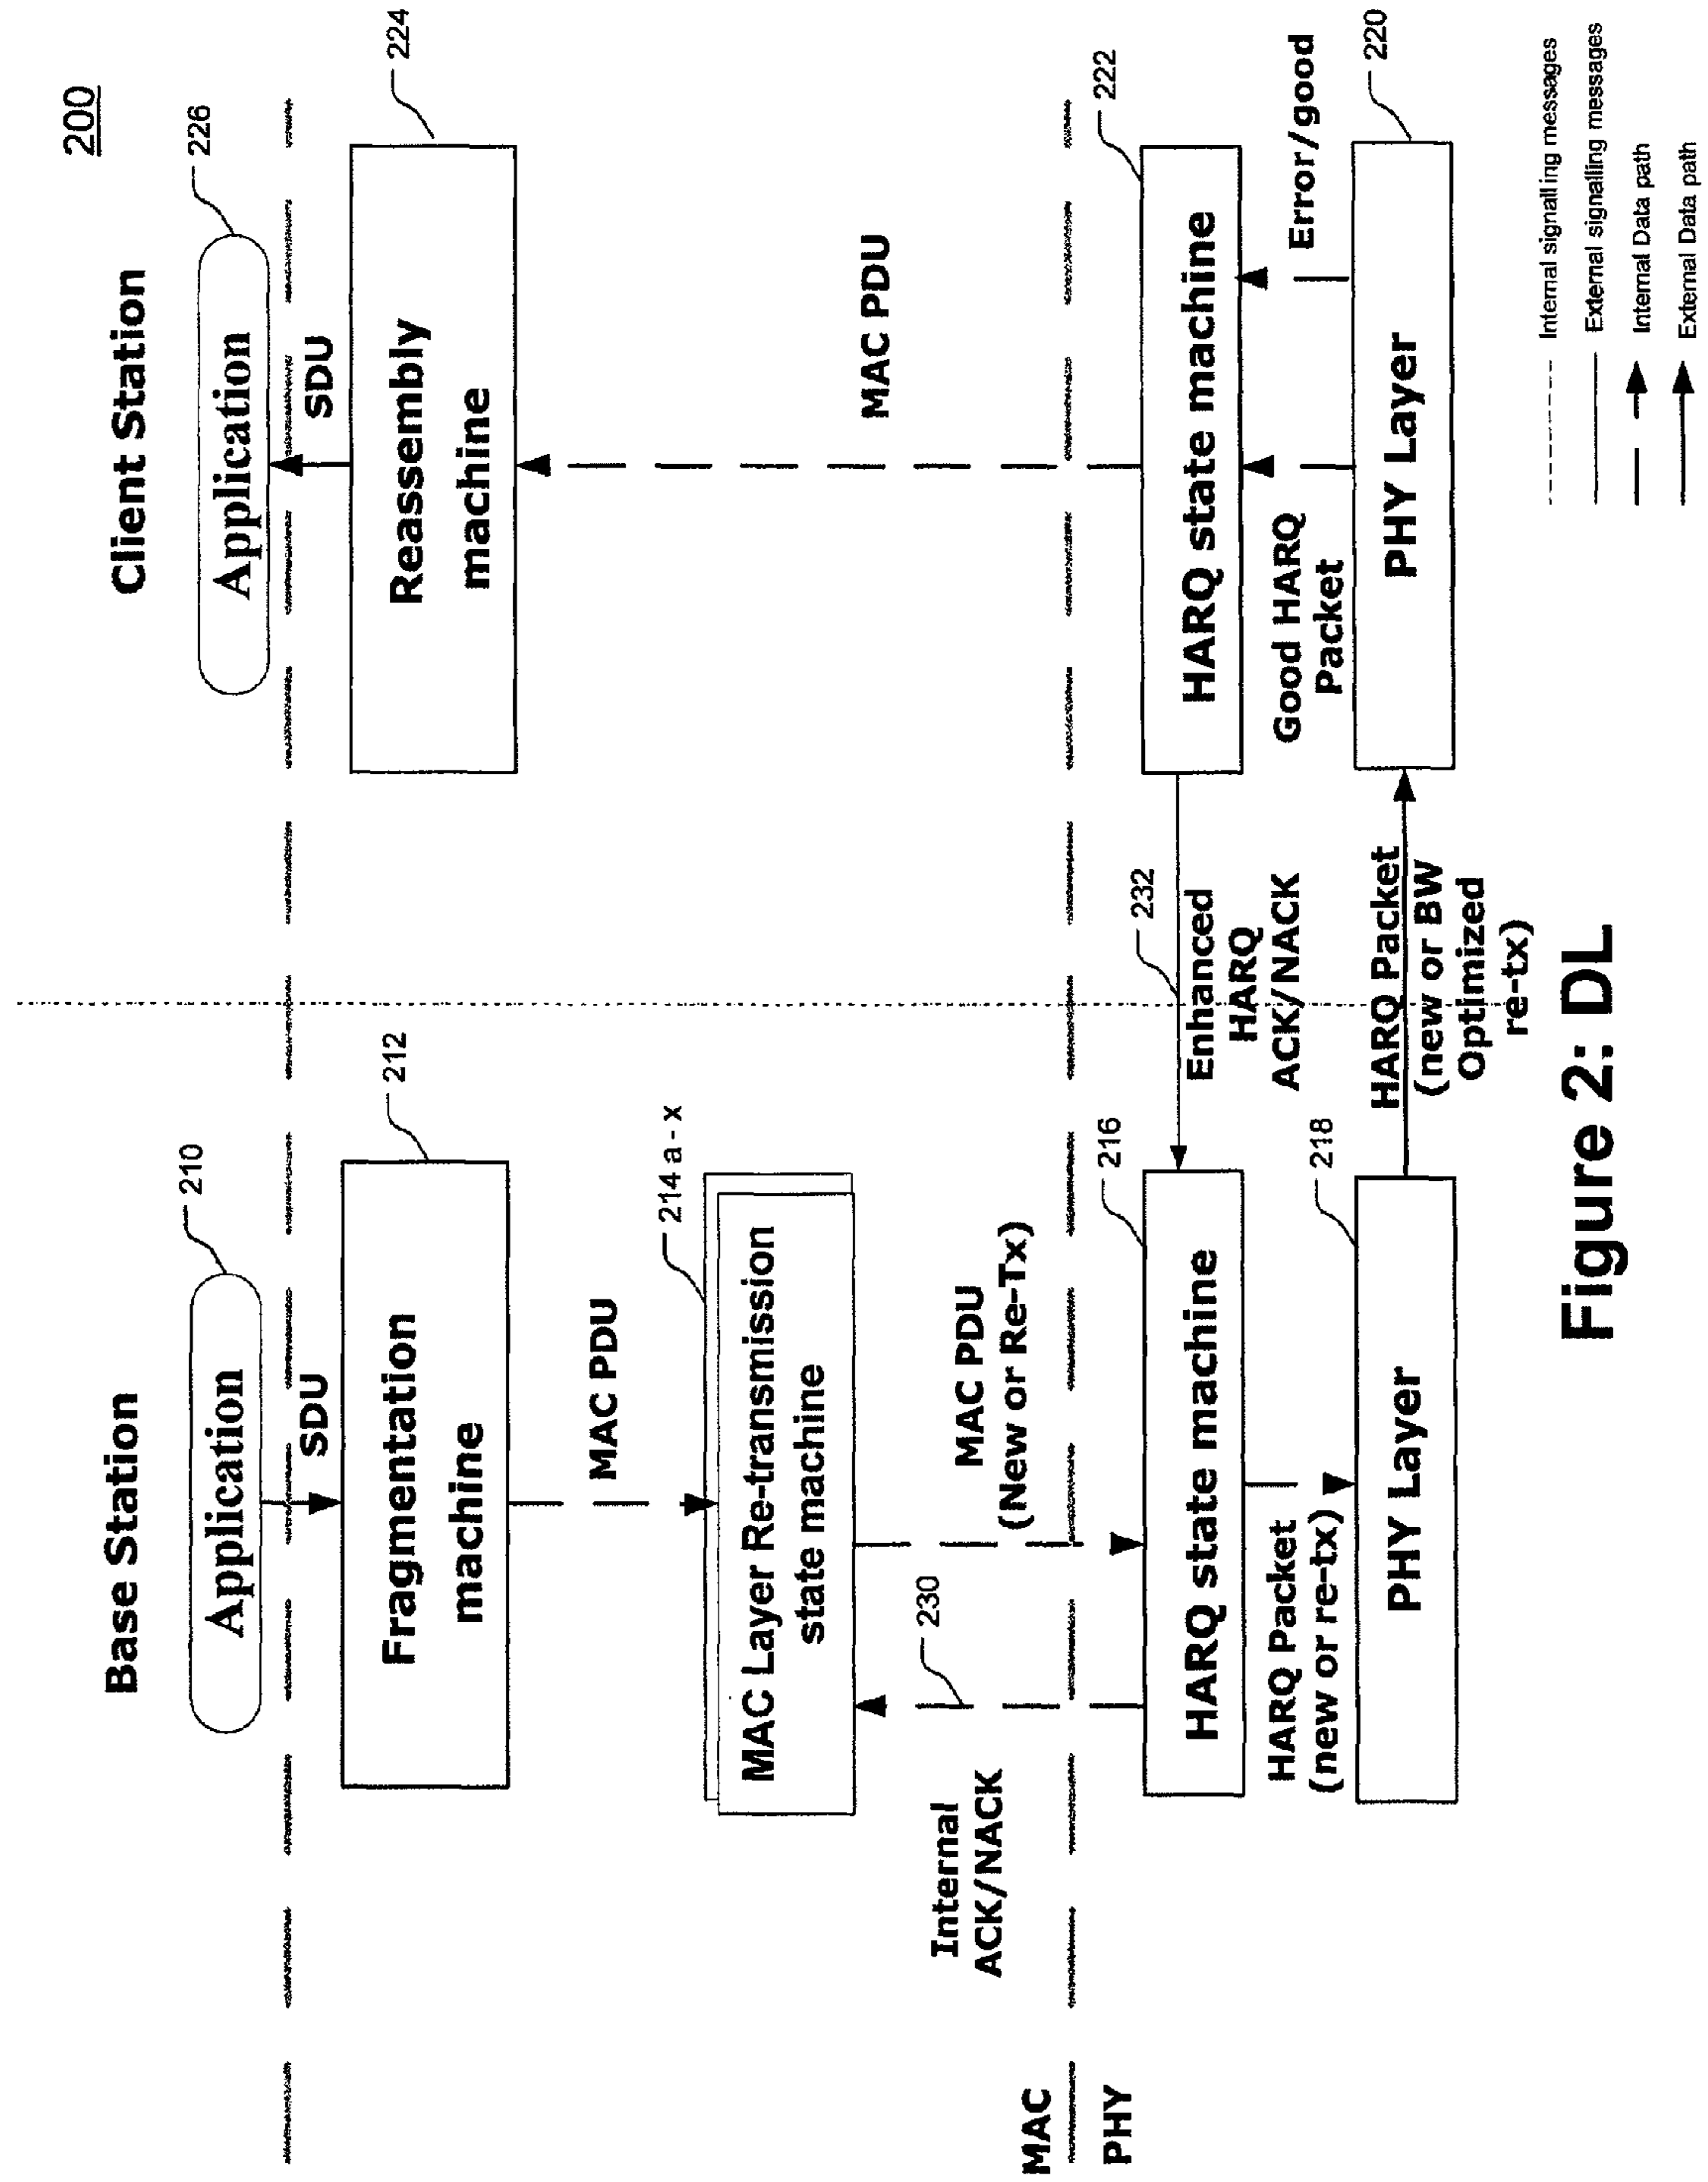 200
Base Station
Client Station
210
Application
226
Application
SDU
SDU
212
Fragmentation
machine
224
Reassembly
machine
MAC PDU
214 a - x
MAC Layer Re-transmission
state machine
MAC PDU
Internal
ACK/NACK
230
MAC PDU
(New or Re-Tx)
MAC
PHY
216
HARQ state machine
232
Enhanced
HARQ
ACK/NACK
222
HARQ state machine
HARQ Packet
(new or re-tx)
Good HARQ
Packet
Error/good
218
PHY Layer
HARQ Packet
(new or BW
Optimized
re-tx)
220
PHY Layer
Internal signalling messages
External signalling messages
Internal Data path
External Data path
Figure 2: DL